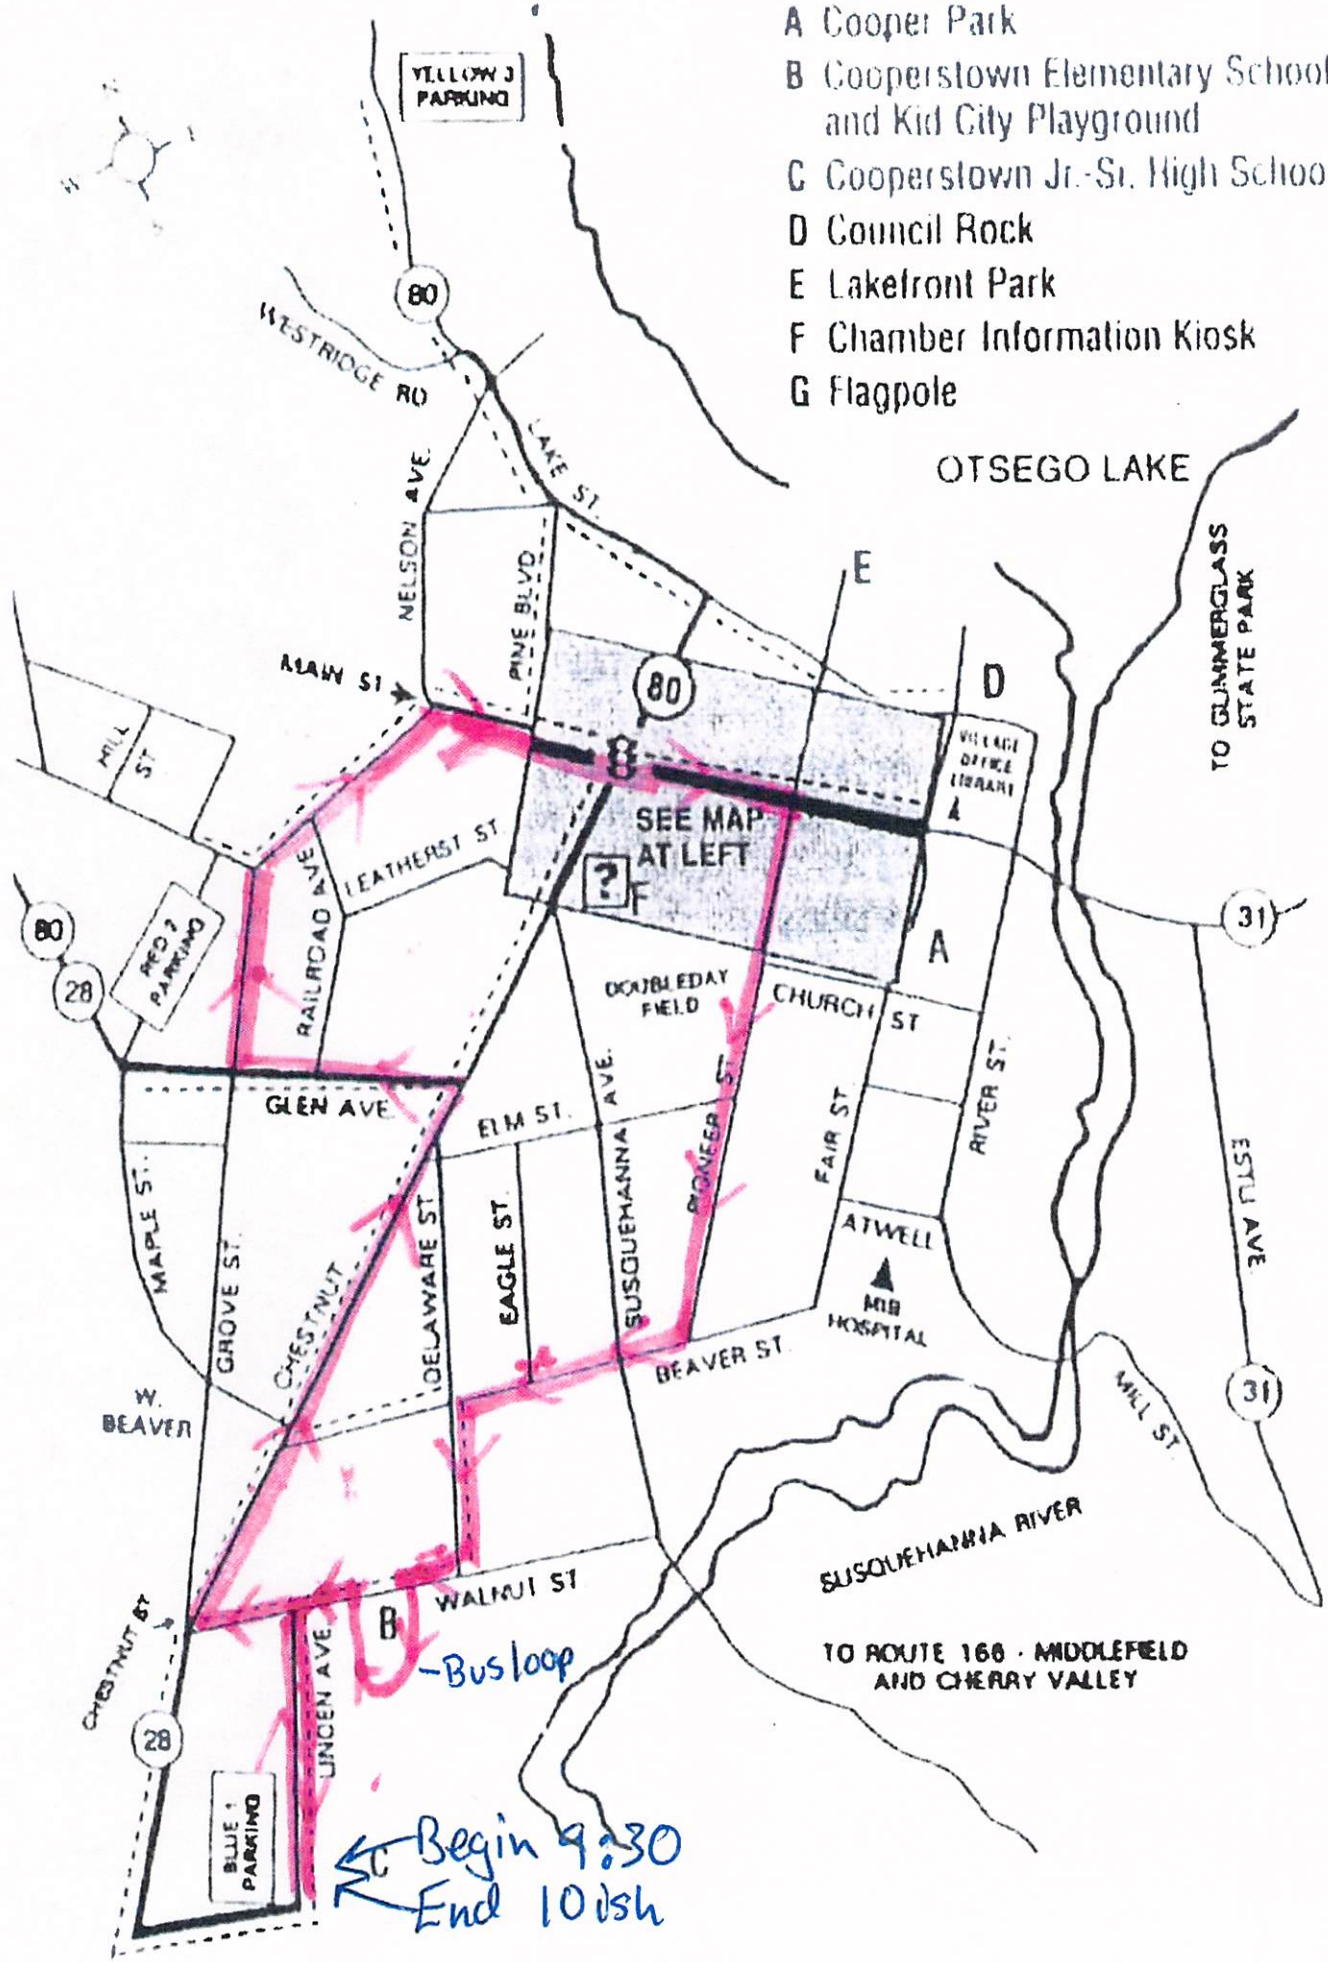 A Cooper Park
B Cooperstown Elementary School
and Kid City Playground
C Cooperstown Jr.-Sr. High Schoo
D Council Rock
E Lakefront Park
F Chamber Information Kiosk
G Flagpole
YELLOW 3
PARKING
80
WESTRIDGE RD
LAKE ST.
OTSEGO LAKE
NELSON AVE.
PINE BLVD
E
TO GLIMMERGLASS
STATE PARK
MAIN ST
80
D
MILL
ST
VILLAGE
OFFICE
LIBRARY
SEE MAP
AT LEFT
LEATHERST ST.
?
F
RAILROAD AVE
80
28
RED 2
PARKING
A
31
DOUBLEDAY
FIELD
CHURCH ST
GLEN AVE.
ELM ST.
SUSQUEHANNA AVE.
PIONEER ST
FAIR ST.
RIVER ST.
ESTLI AVE.
MAPLE ST.
GROVE ST.
CHESTNUT
DELAWARE ST.
EAGLE ST.
ATWELL
MIB
HOSPITAL
BEAVER ST.
W.
BEAVER
MILL ST
31
SUSQUEHANNA RIVER
WALNUT ST
B
-Bus loop
CHESTNUT ST
LINDEN AVE.
28
BLUE 1
PARKING
TO ROUTE 166 · MIDDLEFIELD
AND CHERRY VALLEY
C
Begin 9:30
End 10ish